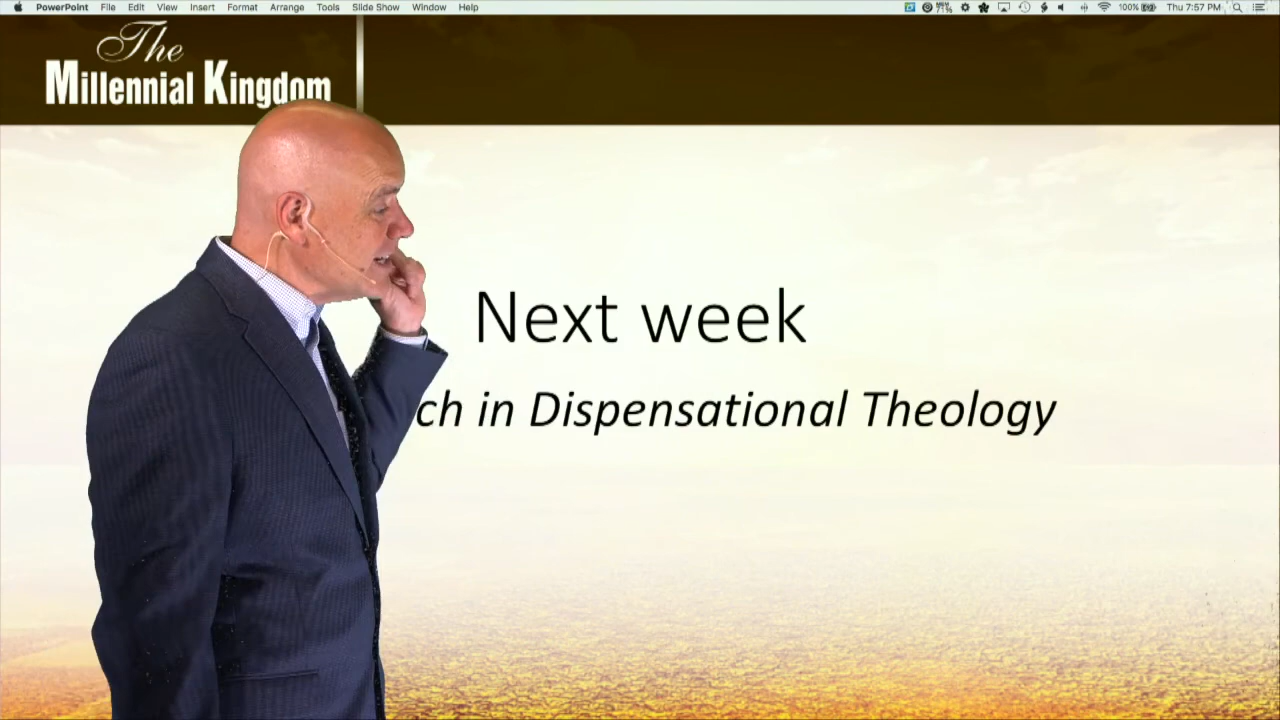 PowerPoint File Edit View Insert Format Arrange Tools Slide Show Window Help 100% Thu 7:57 PM
The
Millennial Kingdom
Next week
ch in Dispensational Theology